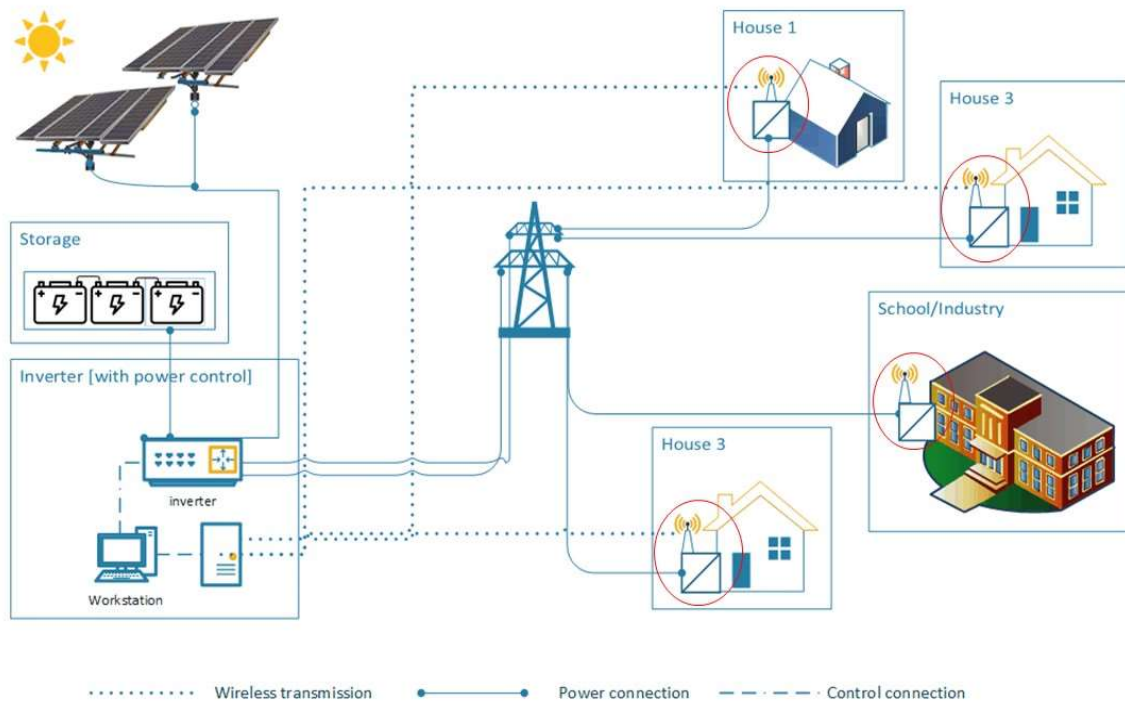 House 1
House 3
Storage
School/Industry
Inverter [with power control]
House 3
inverter
Workstation
Wireless transmission
Power connection
Control connection